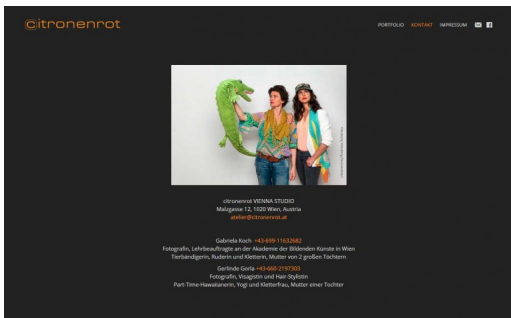 citronenrot
PORTFOLIO KONTAKT IMPRESSUM
citronenrot VIENNA STUDIO
Malzgasse 12, 1020 Wien, Austria
atelier@citronenrot.at
Gabriela Koch +43-699-11632682
Fotografin, Lehrbeauftragte an der Akademie der Bildenden Künste in Wien
Tierbändigerin, Ruderin und Kletterin, Mutter von 2 großen Töchtern
Gerlinde Gorla +43-660-2197303
Fotografin, Visagistin und Hair-Stylistin
Part-Time-Hawaiianerin, Yogi und Kletterfrau, Mutter einer Tochter